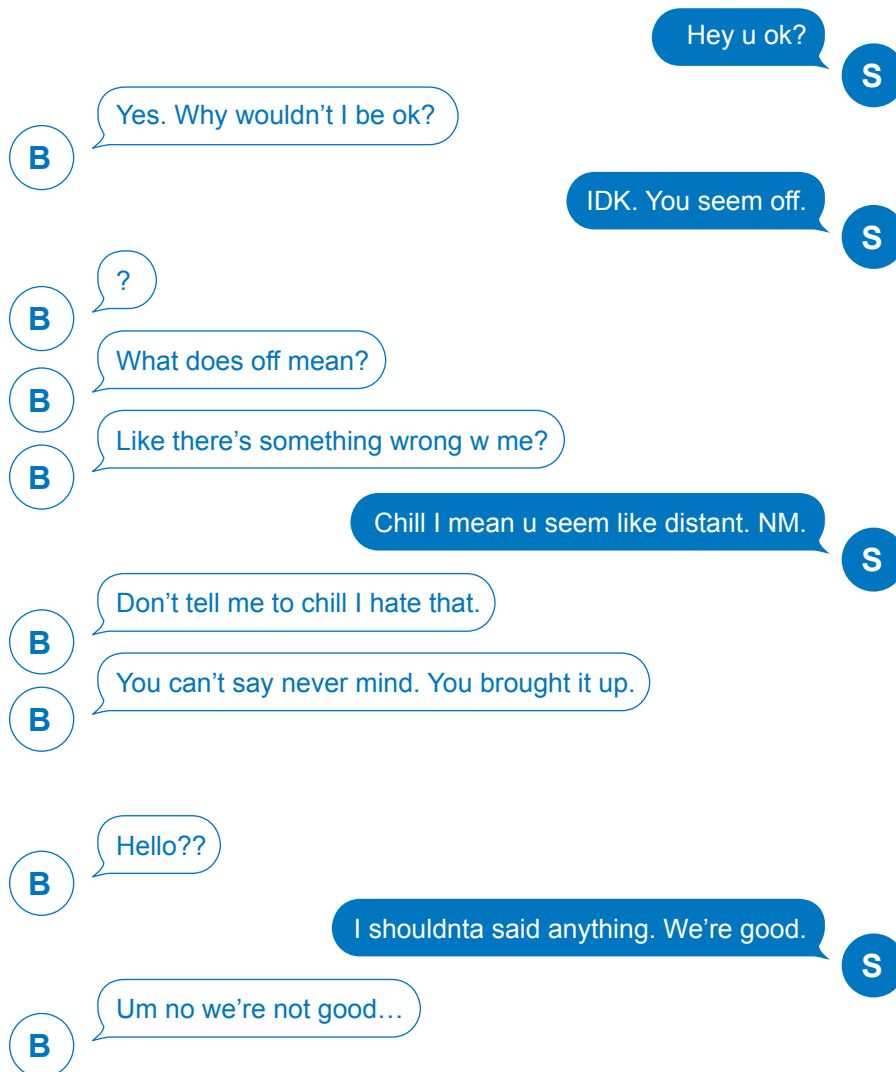 Hey u ok?
S
Yes. Why wouldn’t I be ok?
B
IDK. You seem off.
S
?
B
What does off mean?
B
Like there’s something wrong w me?
B
Chill I mean u seem like distant. NM.
S
Don’t tell me to chill I hate that.
B
You can’t say never mind. You brought it up.
B
Hello??
B
I shouldnta said anything. We’re good.
S
Um no we’re not good…
B